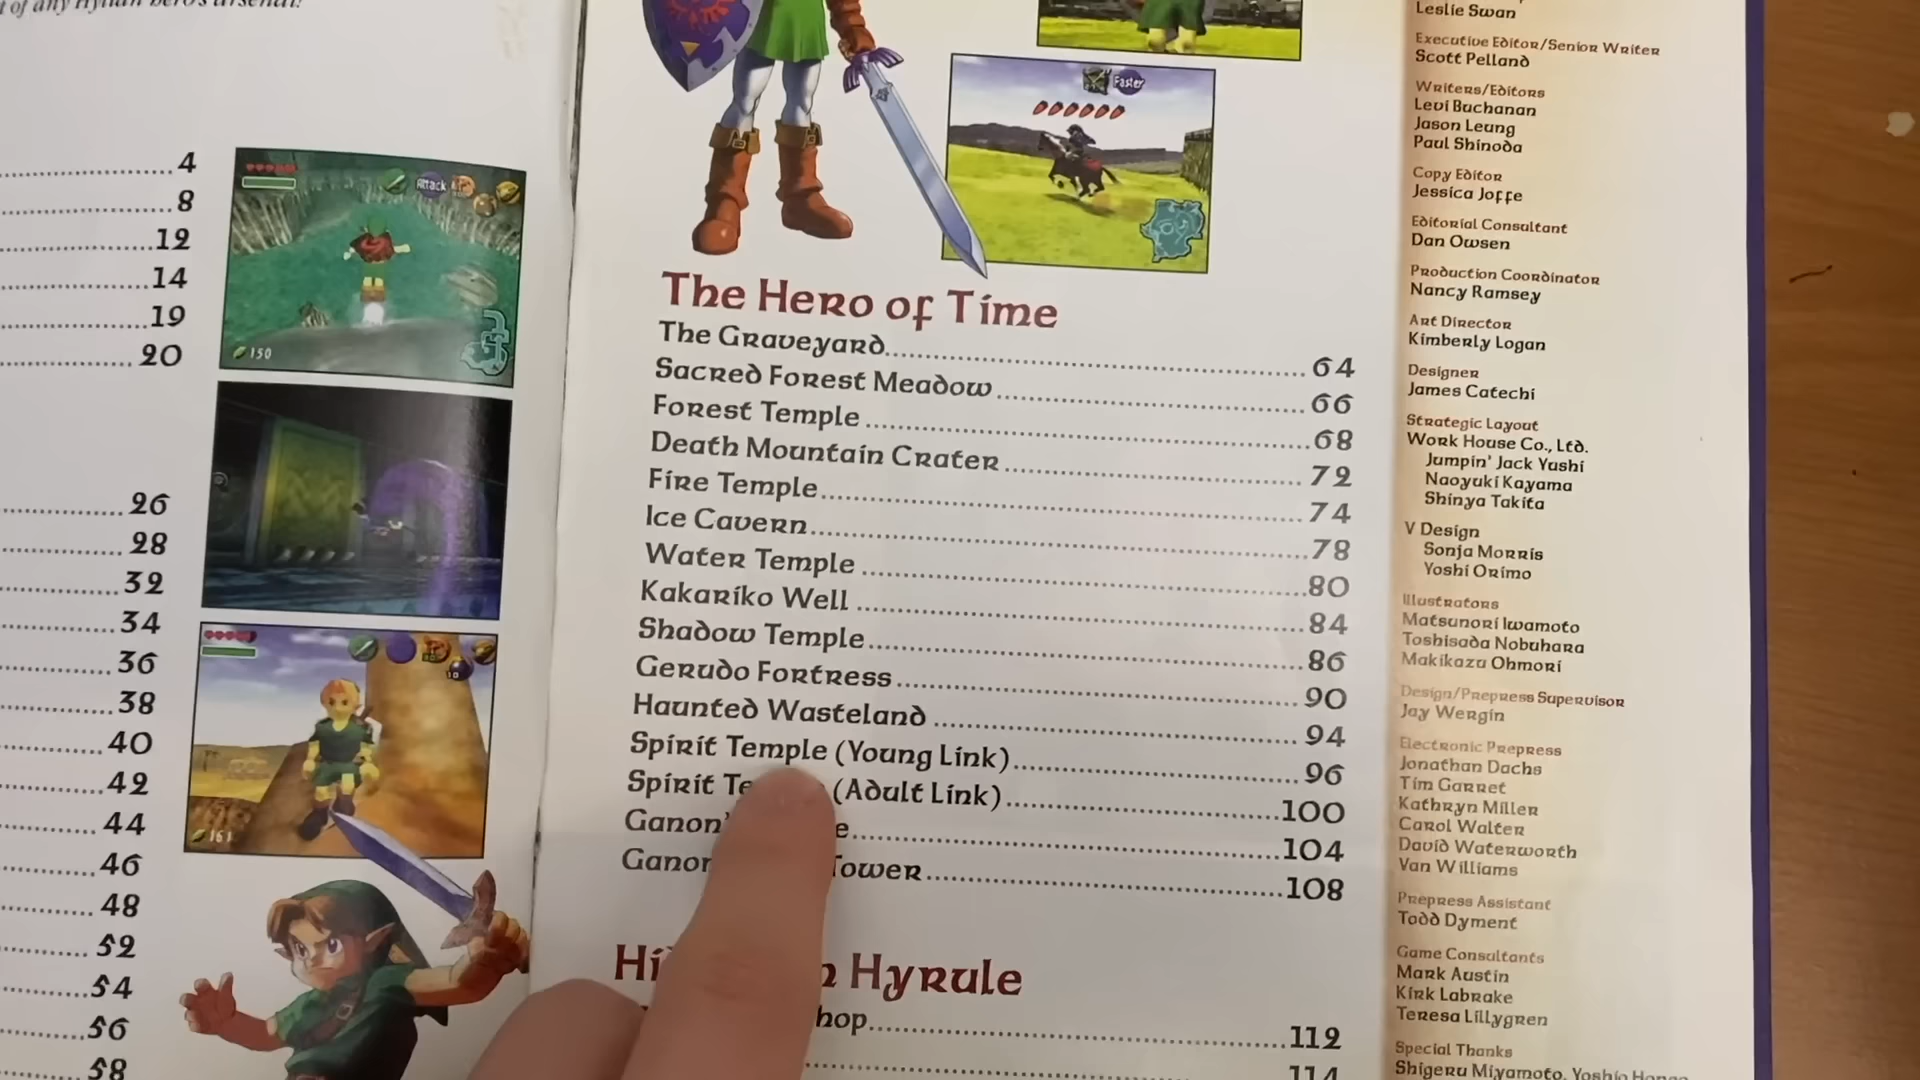 4
8
12
14
19
20
26
28
32
34
36
38
40
42
44
46
48
52
54
56
58
Attack
150
161
Faster
The Hero of Time
The Graveyard 64
Sacred Forest Meadow 66
Forest Temple 68
Death Mountain Crater 72
Fire Temple 74
Ice Cavern 78
Water Temple 80
Kakariko Well 84
Shadow Temple 86
Gerudo Fortress 90
Haunted Wasteland 94
Spirit Temple (Young Link) 96
Spirit (Adult Link) 100
104
Tower 108
Hyrule
112
114
Leslie Swan
Executive Editor/Senior Writer
Scott Pelland
Writers/Editors
Levi Buchanan
Jason Leung
Paul Shinoda
Copy Editor
Jessica Joffe
Editorial Consultant
Dan Owsen
Production Coordinator
Nancy Ramsey
Art Director
Kimberly Logan
Designer
James Catechi
Strategic Layout
Work House Co., Ltd.
Jumpin' Jack Yushi
Naoyuki Kayama
Shinya Takita
V Design
Sonja Morris
Yoshi Orimo
Illustrators
Matsunori Iwamoto
Toshisada Nobuhara
Makikazu Ohmori
Design/Prepress Supervisor
Jay Wergin
Electronic Prepress
Jonathan Dachs
Tim Garret
Kathryn Miller
Carol Walter
David Waterworth
Van Williams
Prepress Assistant
Todd Dyment
Game Consultants
Mark Austin
Kirk Labrake
Teresa Lillygren
Special Thanks
Shigeru Miyamoto, Yoshio